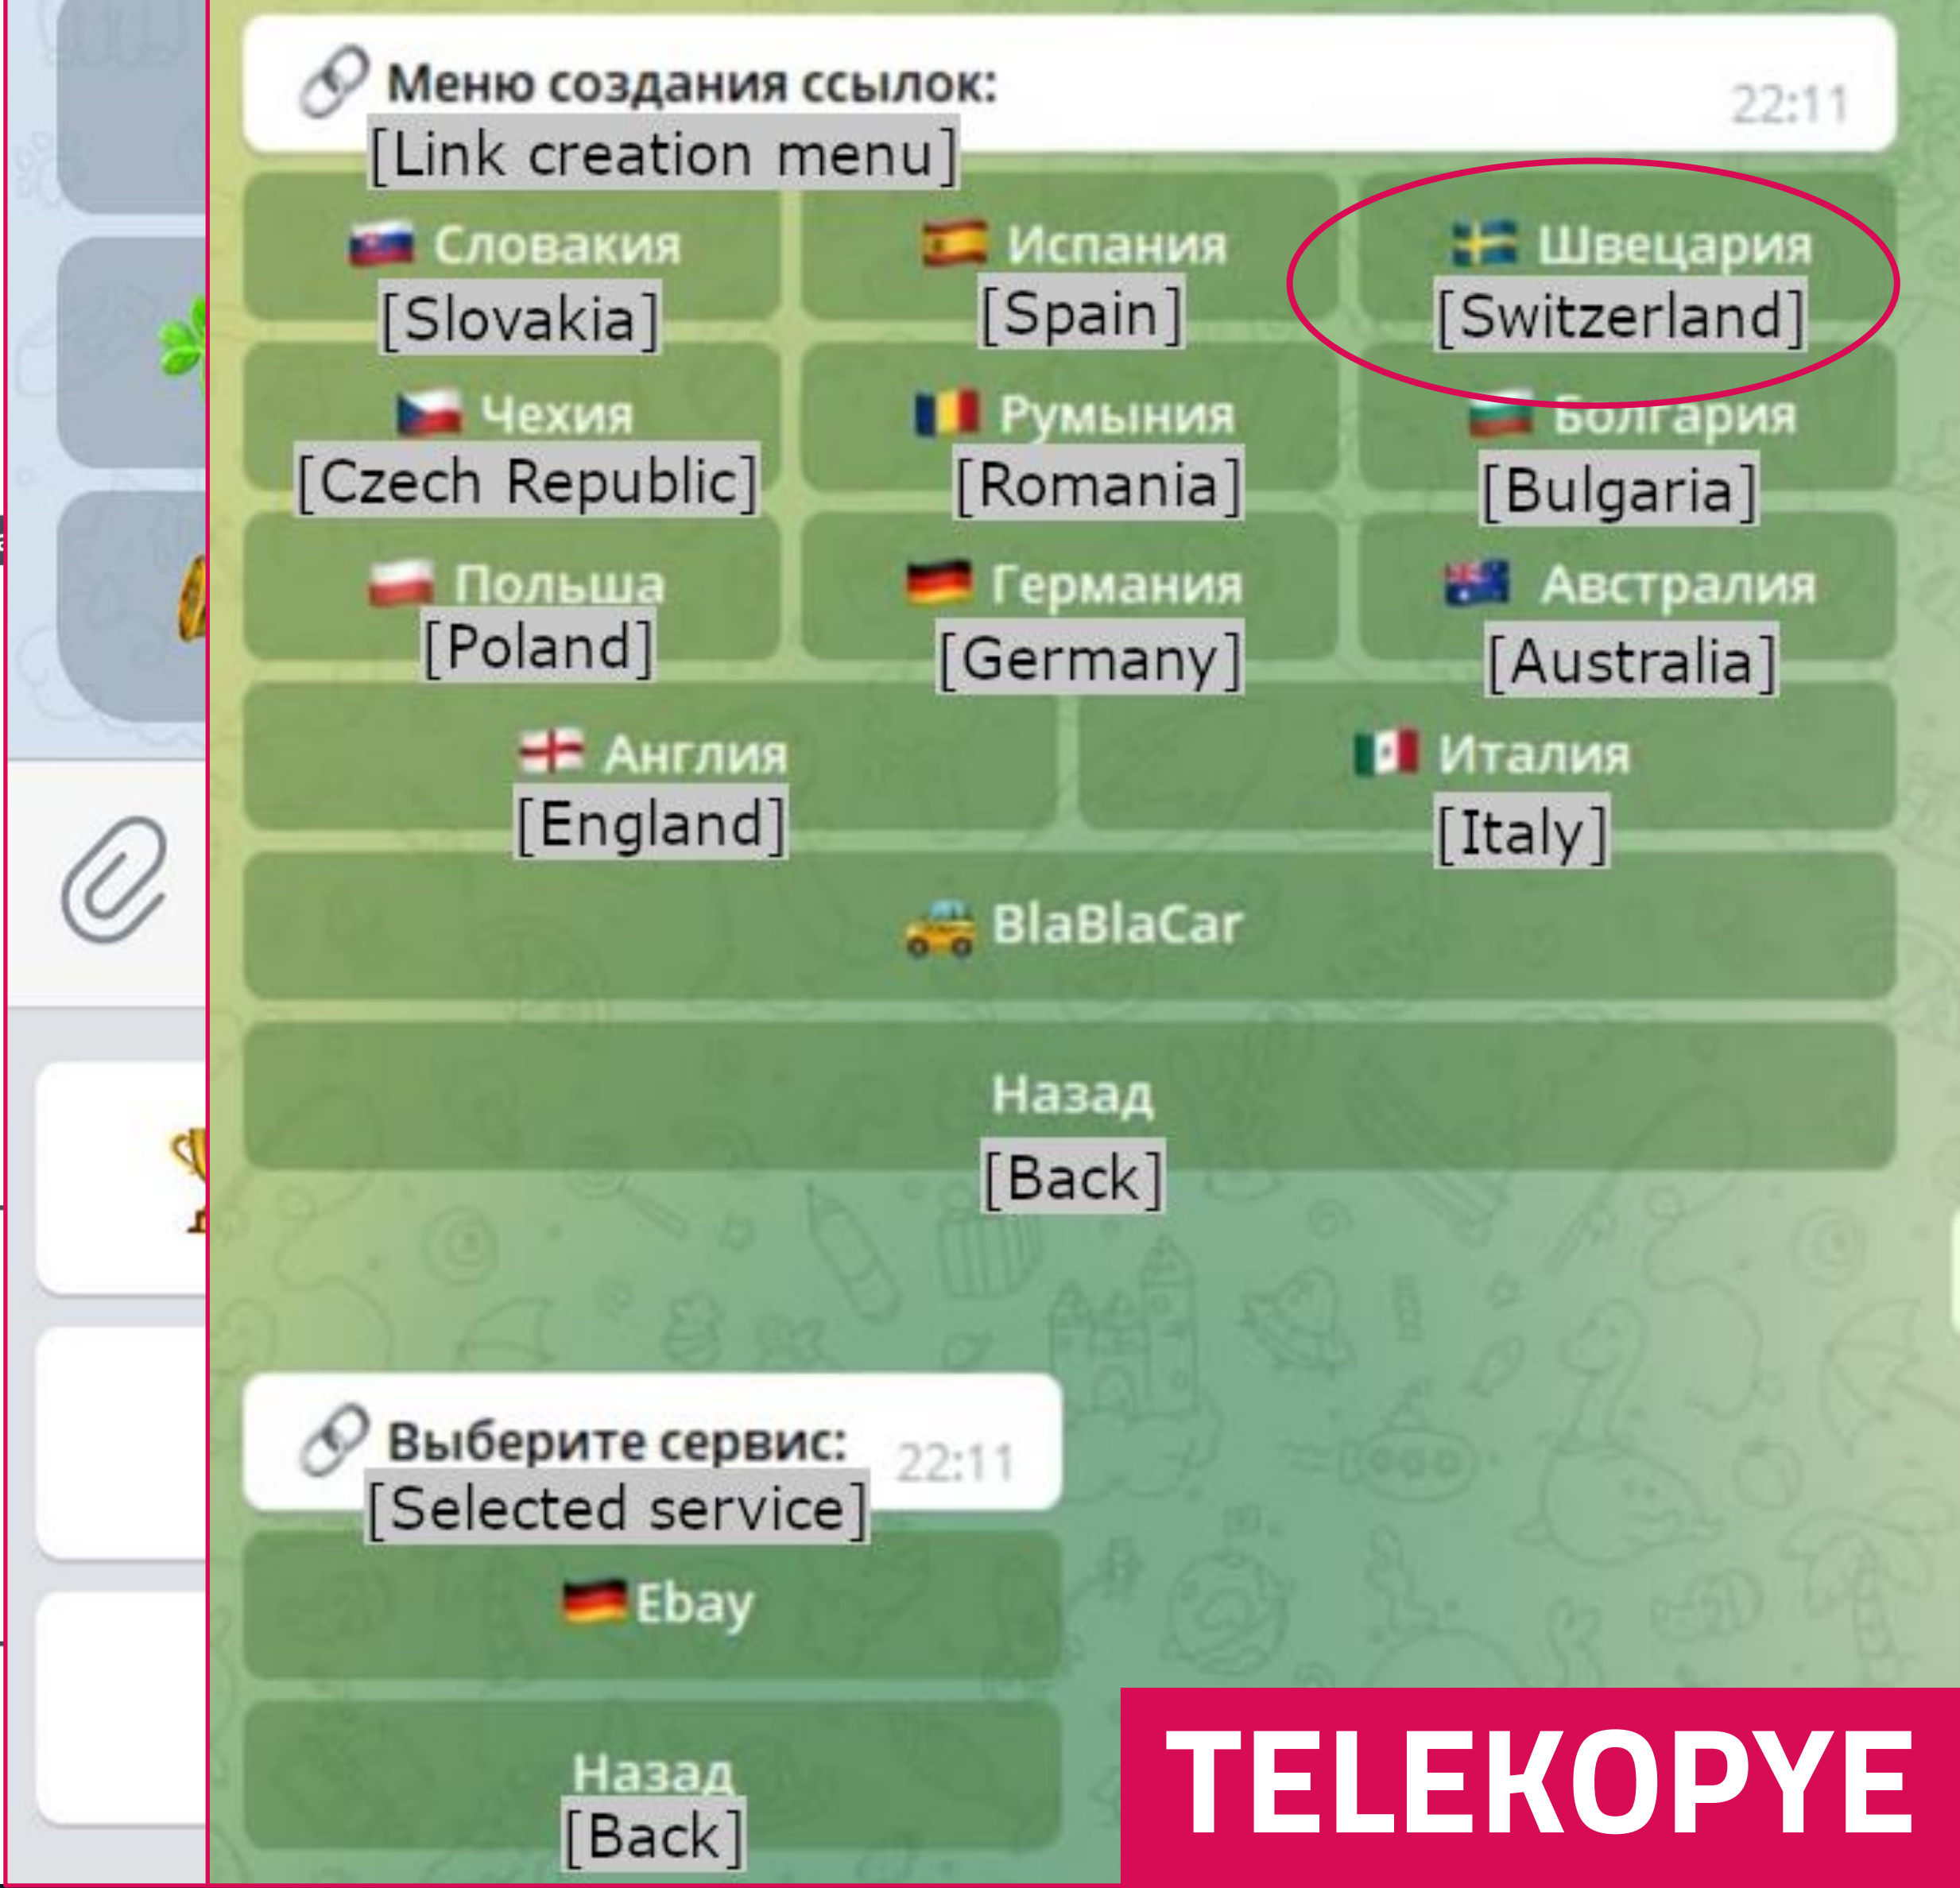 Меню создания ссылок:
22:11
[Link creation menu]
Словакия
Испания
Швецария
[Slovakia]
[Spain]
[Switzerland]
Чехия
Румыния
Болгария
[Czech Republic]
[Romania]
[Bulgaria]
Польша
Германия
Австралия
[Poland]
[Germany]
[Australia]
Англия
Италия
[England]
[Italy]
BlaBlaCar
Назад
[Back]
Выберите сервис:
22:11
[Selected service]
Ebay
Назад
[Back]
TELEKOPYE